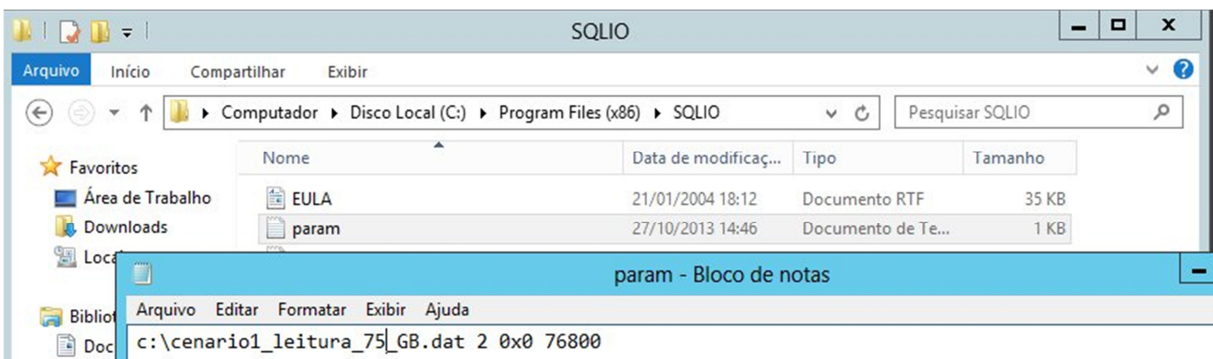 SQLIO
Arquivo Início Compartilhar Exibir
Computador Disco Local (C:) Program Files (x86) SQLIO Pesquisar SQLIO
Favoritos Nome Data de modificaç... Tipo Tamanho
Área de Trabalho EULA 21/01/2004 18:12 Documento RTF 35 KB
Downloads param 27/10/2013 14:46 Documento de Te... 1 KB
param - Bloco de notas
Arquivo Editar Formatar Exibir Ajuda
c:\cenario1_leitura_75_GB.dat 2 0x0 76800